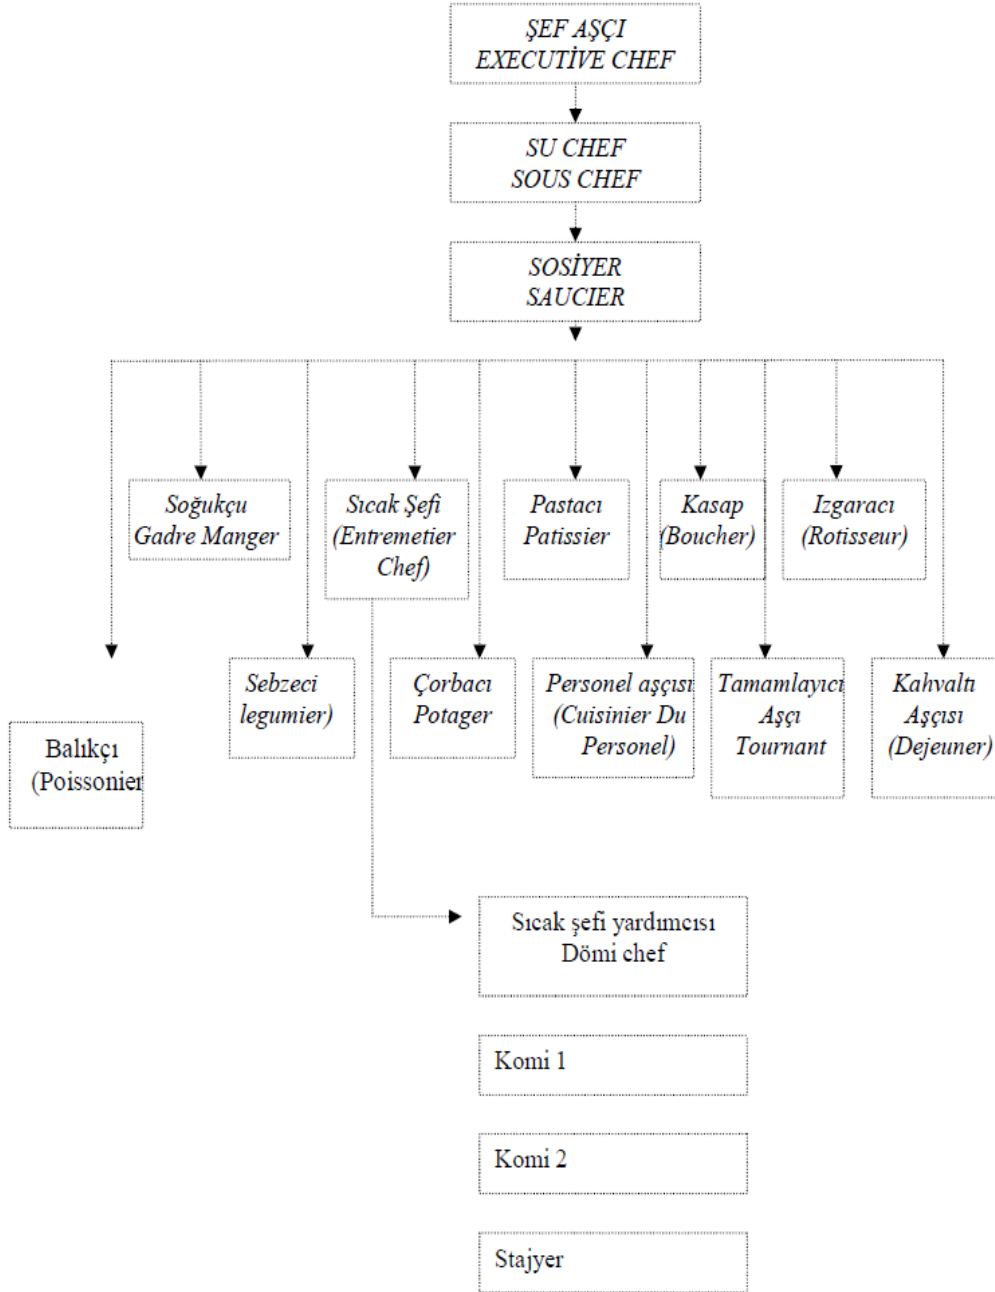 ŞEF AŞÇI
EXECUTİVE CHEF
SU CHEF
SOUS CHEF
SOSİYER
SAUCIER
Soğukçu
Gadre Manger
Sıcak Şefi
(Entremetier
Chef)
Pastacı
Patissier
Kasap
(Boucher)
Izgaracı
(Rotisseur)
Balıkçı
(Poissonier
Sebzeci
legumier)
Çorbacı
Potager
Personel aşçısı
(Cuisinier Du
Personel)
Tamamlayıcı
Aşçı
Tournant
Kahvaltı
Aşçısı
(Dejeuner)
Sıcak şefi yardımcısı
Dömi chef
Komi 1
Komi 2
Stajyer